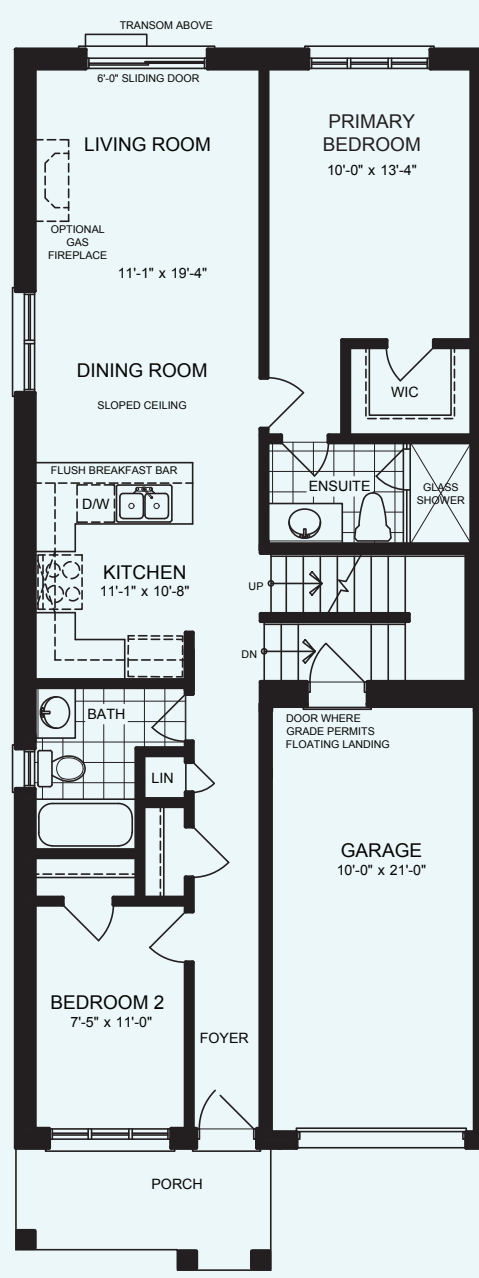 TRANSOM ABOVE
6'-0" SLIDING DOOR
LIVING ROOM
PRIMARY
BEDROOM
10'-0" x 13'-4"
OPTIONAL
GAS
FIREPLACE
11'-1" x 19'-4"
DINING ROOM
SLOPED CEILING
WIC
FLUSH BREAKFAST BAR
D/W
ENSUITE
GLASS
SHOWER
KITCHEN
11'-1" x 10'-8"
UP
DN
BATH
DOOR WHERE
GRADE PERMITS
FLOATING LANDING
LIN
GARAGE
10'-0" x 21'-0"
BEDROOM 2
7'-5" x 11'-0"
FOYER
PORCH